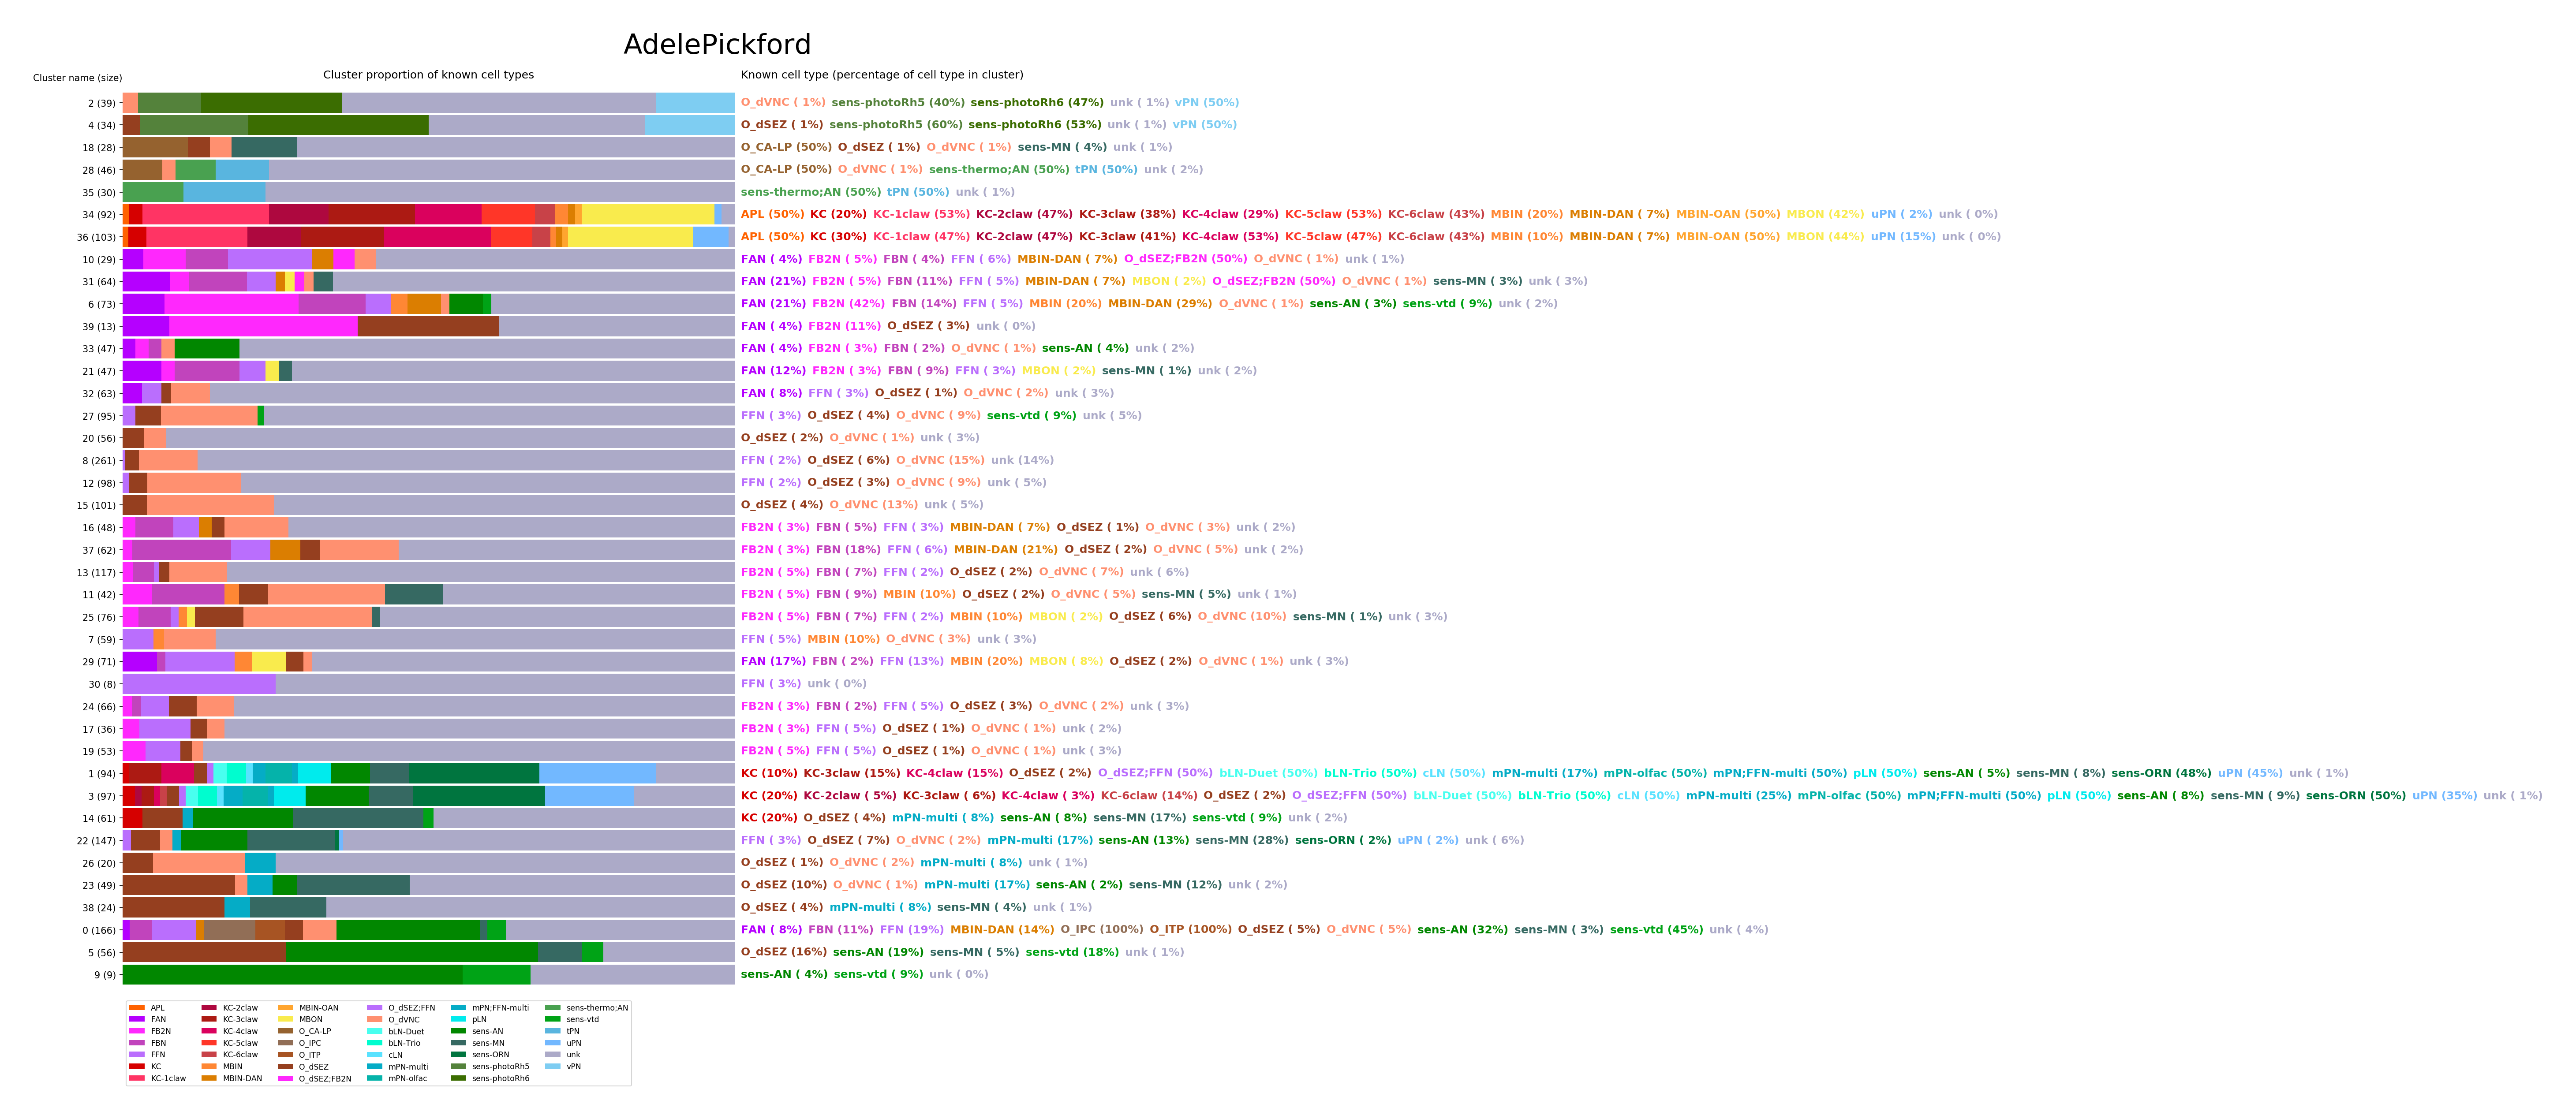 AdelePickford
Cluster name (size) Cluster proportion of known cell types Known cell type (percentage of cell type in cluster)
2 (39) O_dVNC ( 1%) sens-photoRh5 (40%) sens-photoRh6 (47%) unk ( 1%) vPN (50%)
4 (34) O_dSEZ ( 1%) sens-photoRh5 (60%) sens-photoRh6 (53%) unk ( 1%) vPN (50%)
18 (28) O_CA-LP (50%) O_dSEZ ( 1%) O_dVNC ( 1%) sens-MN ( 4%) unk ( 1%)
28 (46) O_CA-LP (50%) O_dVNC ( 1%) sens-thermo;AN (50%) tPN (50%) unk ( 2%)
35 (30) sens-thermo;AN (50%) tPN (50%) unk ( 1%)
34 (92) APL (50%) KC (20%) KC-1claw (53%) KC-2claw (47%) KC-3claw (38%) KC-4claw (29%) KC-5claw (53%) KC-6claw (43%) MBIN (20%) MBIN-DAN ( 7%) MBIN-OAN (50%) MBON (42%) uPN ( 2%) unk ( 0%)
36 (103) APL (50%) KC (30%) KC-1claw (47%) KC-2claw (47%) KC-3claw (41%) KC-4claw (53%) KC-5claw (47%) KC-6claw (43%) MBIN (10%) MBIN-DAN ( 7%) MBIN-OAN (50%) MBON (44%) uPN (15%) unk ( 0%)
10 (29) FAN ( 4%) FB2N ( 5%) FBN ( 4%) FFN ( 6%) MBIN-DAN ( 7%) O_dSEZ;FB2N (50%) O_dVNC ( 1%) unk ( 1%)
31 (64) FAN (21%) FB2N ( 5%) FBN (11%) FFN ( 5%) MBIN-DAN ( 7%) MBON ( 2%) O_dSEZ;FB2N (50%) O_dVNC ( 1%) sens-MN ( 3%) unk ( 3%)
6 (73) FAN (21%) FB2N (42%) FBN (14%) FFN ( 5%) MBIN (20%) MBIN-DAN (29%) O_dVNC ( 1%) sens-AN ( 3%) sens-vtd ( 9%) unk ( 2%)
39 (13) FAN ( 4%) FB2N (11%) O_dSEZ ( 3%) unk ( 0%)
33 (47) FAN ( 4%) FB2N ( 3%) FBN ( 2%) O_dVNC ( 1%) sens-AN ( 4%) unk ( 2%)
21 (47) FAN (12%) FB2N ( 3%) FBN ( 9%) FFN ( 3%) MBON ( 2%) sens-MN ( 1%) unk ( 2%)
32 (63) FAN ( 8%) FFN ( 3%) O_dSEZ ( 1%) O_dVNC ( 2%) unk ( 3%)
27 (95) FFN ( 3%) O_dSEZ ( 4%) O_dVNC ( 9%) sens-vtd ( 9%) unk ( 5%)
20 (56) O_dSEZ ( 2%) O_dVNC ( 1%) unk ( 3%)
8 (261) FFN ( 2%) O_dSEZ ( 6%) O_dVNC (15%) unk (14%)
12 (98) FFN ( 2%) O_dSEZ ( 3%) O_dVNC ( 9%) unk ( 5%)
15 (101) O_dSEZ ( 4%) O_dVNC (13%) unk ( 5%)
16 (48) FB2N ( 3%) FBN ( 5%) FFN ( 3%) MBIN-DAN ( 7%) O_dSEZ ( 1%) O_dVNC ( 3%) unk ( 2%)
37 (62) FB2N ( 3%) FBN (18%) FFN ( 6%) MBIN-DAN (21%) O_dSEZ ( 2%) O_dVNC ( 5%) unk ( 2%)
13 (117) FB2N ( 5%) FBN ( 7%) FFN ( 2%) O_dSEZ ( 2%) O_dVNC ( 7%) unk ( 6%)
11 (42) FB2N ( 5%) FBN ( 9%) MBIN (10%) O_dSEZ ( 2%) O_dVNC ( 5%) sens-MN ( 5%) unk ( 1%)
25 (76) FB2N ( 5%) FBN ( 7%) FFN ( 2%) MBIN (10%) MBON ( 2%) O_dSEZ ( 6%) O_dVNC (10%) sens-MN ( 1%) unk ( 3%)
7 (59) FFN ( 5%) MBIN (10%) O_dVNC ( 3%) unk ( 3%)
29 (71) FAN (17%) FBN ( 2%) FFN (13%) MBIN (20%) MBON ( 8%) O_dSEZ ( 2%) O_dVNC ( 1%) unk ( 3%)
30 (8) FFN ( 3%) unk ( 0%)
24 (66) FB2N ( 3%) FBN ( 2%) FFN ( 5%) O_dSEZ ( 3%) O_dVNC ( 2%) unk ( 3%)
17 (36) FB2N ( 3%) FFN ( 5%) O_dSEZ ( 1%) O_dVNC ( 1%) unk ( 2%)
19 (53) FB2N ( 5%) FFN ( 5%) O_dSEZ ( 1%) O_dVNC ( 1%) unk ( 3%)
1 (94) KC (10%) KC-3claw (15%) KC-4claw (15%) O_dSEZ ( 2%) O_dSEZ;FFN (50%) bLN-Duet (50%) bLN-Trio (50%) cLN (50%) mPN-multi (17%) mPN-olfac (50%) mPN;FFN-multi (50%) pLN (50%) sens-AN ( 5%) sens-MN ( 8%) sens-ORN (48%) uPN (45%) unk ( 1%)
3 (97) KC (20%) KC-2claw ( 5%) KC-3claw ( 6%) KC-4claw ( 3%) KC-6claw (14%) O_dSEZ ( 2%) O_dSEZ;FFN (50%) bLN-Duet (50%) bLN-Trio (50%) cLN (50%) mPN-multi (25%) mPN-olfac (50%) mPN;FFN-multi (50%) pLN (50%) sens-AN ( 8%) sens-MN ( 9%) sens-ORN (50%) uPN (35%) unk ( 1%)
14 (61) KC (20%) O_dSEZ ( 4%) mPN-multi ( 8%) sens-AN ( 8%) sens-MN (17%) sens-vtd ( 9%) unk ( 2%)
22 (147) FFN ( 3%) O_dSEZ ( 7%) O_dVNC ( 2%) mPN-multi (17%) sens-AN (13%) sens-MN (28%) sens-ORN ( 2%) uPN ( 2%) unk ( 6%)
26 (20) O_dSEZ ( 1%) O_dVNC ( 2%) mPN-multi ( 8%) unk ( 1%)
23 (49) O_dSEZ (10%) O_dVNC ( 1%) mPN-multi (17%) sens-AN ( 2%) sens-MN (12%) unk ( 2%)
38 (24) O_dSEZ ( 4%) mPN-multi ( 8%) sens-MN ( 4%) unk ( 1%)
0 (166) FAN ( 8%) FBN (11%) FFN (19%) MBIN-DAN (14%) O_IPC (100%) O_ITP (100%) O_dSEZ ( 5%) O_dVNC ( 5%) sens-AN (32%) sens-MN ( 3%) sens-vtd (45%) unk ( 4%)
5 (56) O_dSEZ (16%) sens-AN (19%) sens-MN ( 5%) sens-vtd (18%) unk ( 1%)
9 (9) sens-AN ( 4%) sens-vtd ( 9%) unk ( 0%)
APL KC-2claw MBIN-OAN O_dSEZ;FFN mPN;FFN-multi sens-thermo;AN
FAN KC-3claw MBON O_dVNC pLN sens-vtd
FB2N KC-4claw O_CA-LP bLN-Duet sens-AN tPN
FBN KC-5claw O_IPC bLN-Trio sens-MN uPN
FFN KC-6claw O_ITP cLN sens-ORN unk
KC MBIN O_dSEZ mPN-multi sens-photoRh5 vPN
KC-1claw MBIN-DAN O_dSEZ;FB2N mPN-olfac sens-photoRh6